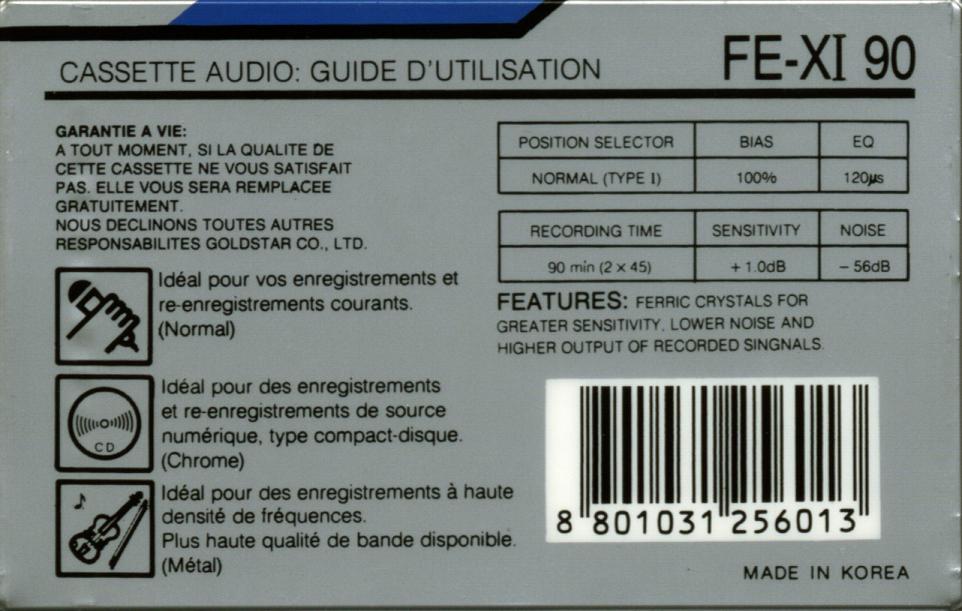 CASSETTE AUDIO: GUIDE D'UTILISATION
FE-XI 90
GARANTIE A VIE:
A TOUT MOMENT, SI LA QUALITE DE
CETTE CASSETTE NE VOUS SATISFAIT
PAS. ELLE VOUS SERA REMPLACEE
GRATUITEMENT.
NOUS DECLINONS TOUTES AUTRES
RESPONSABILITES GOLDSTAR CO., LTD.
Idéal pour vos enregistrements et
re-enregistrements courants.
(Normal)
CD
Idéal pour des enregistrements
et re-enregistrements de source
numérique, type compact-disque.
(Chrome)
Idéal pour des enregistrements à haute
densité de fréquences.
Plus haute qualité de bande disponible.
(Métal)
POSITION SELECTOR BIAS EQ
NORMAL (TYPE I) 100% 120μs
RECORDING TIME SENSITIVITY NOISE
90 min (2 x 45) + 1.0dB - 56dB
FEATURES: FERRIC CRYSTALS FOR
GREATER SENSITIVITY, LOWER NOISE AND
HIGHER OUTPUT OF RECORDED SINGNALS.
8 801031 256013
MADE IN KOREA